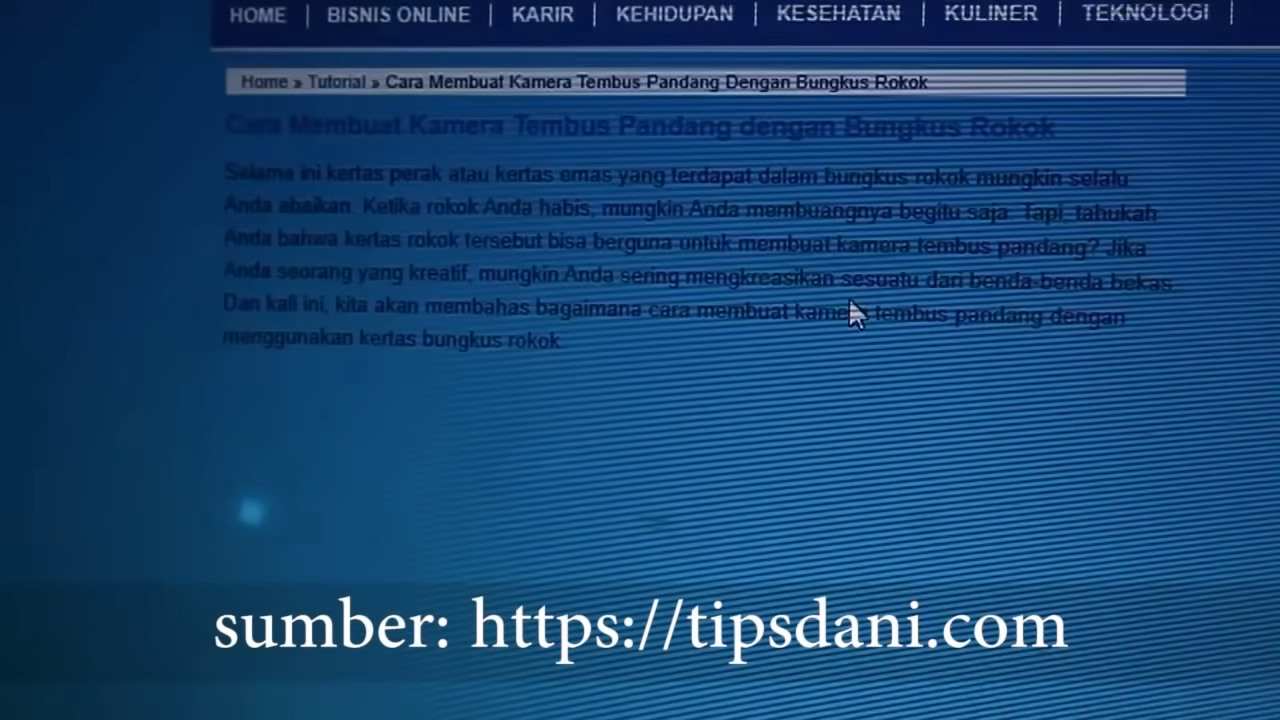 HOME | BISNIS ONLINE | KARIR | KEHIDUPAN | KESEHATAN | KULINER | TEKNOLOGI |
Home » Tutorial » Cara Membuat Kamera Tembus Pandang Dengan Bungkus Rokok
Cara Membuat Kamera Tembus Pandang dengan Bungkus Rokok
Selama ini kertas perak atau kertas emas yang terdapat dalam bungkus rokok mungkin selalu
Anda abaikan. Ketika rokok Anda habis, mungkin Anda membuangnya begitu saja. Tapi, tahukah
Anda bahwa kertas rokok tersebut bisa berguna untuk membuat kamera tembus pandang? Jika
Anda seorang yang kreatif, mungkin Anda sering mengkreasikan sesuatu dari benda-benda bekas.
Dan kali ini, kita akan membahas bagaimana cara membuat kamera tembus pandang dengan
menggunakan kertas bungkus rokok
sumber: https://tipsdani.com